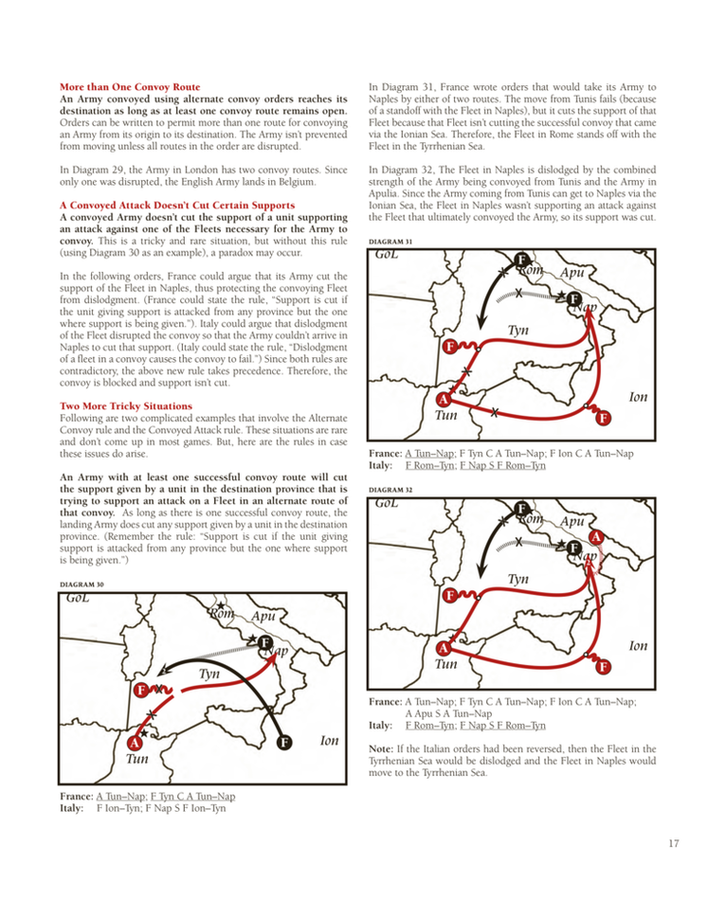 More than One Convoy Route
An Army convoyed using alternate convoy orders reaches its
destination as long as at least one convoy route remains open.
Orders can be written to permit more than one route for convoying
an Army from its origin to its destination. The Army isn't prevented
from moving unless all routes in the order are disrupted.
In Diagram 29, the Army in London has two convoy routes. Since
only one was disrupted, the English Army lands in Belgium.
A Convoyed Attack Doesn't Cut Certain Supports
A convoyed Army doesn't cut the support of a unit supporting
an attack against one of the Fleets necessary for the Army to
convoy. This is a tricky and rare situation, but without this rule
(using Diagram 30 as an example), a paradox may occur.
In the following orders, France could argue that its Army cut the
support of the Fleet in Naples, thus protecting the convoying Fleet
from dislodgment. (France could state the rule, "Support is cut if
the unit giving support is attacked from any province but the one
where support is being given."). Italy could argue that dislodgment
of the Fleet disrupted the convoy so that the Army couldn't arrive in
Naples to cut that support. (Italy could state the rule, "Dislodgment
of a fleet in a convoy causes the convoy to fail.") Since both rules are
contradictory, the above new rule takes precedence. Therefore, the
convoy is blocked and support isn't cut.
Two More Tricky Situations
Following are two complicated examples that involve the Alternate
Convoy rule and the Convoyed Attack rule. These situations are rare
and don't come up in most games. But, here are the rules in case
these issues do arise.
An Army with at least one successful convoy route will cut
the support given by a unit in the destination province that is
trying to support an attack on a Fleet in an alternate route of
that convoy. As long as there is one successful convoy route, the
landing Army does cut any support given by a unit in the destination
province. (Remember the rule: "Support is cut if the unit giving
support is attacked from any province but the one where support
is being given.")
DIAGRAM 30
GoL
Rom
Apu
F
Nap
Tyn
F
A
F
Ion
Tun
France: A Tun–Nap; F Tyn C A Tun–Nap
Italy: F Ion–Tyn; F Nap S F Ion–Tyn
In Diagram 31, France wrote orders that would take its Army to
Naples by either of two routes. The move from Tunis fails (because
of a standoff with the Fleet in Naples), but it cuts the support of that
Fleet because that Fleet isn't cutting the successful convoy that came
via the Ionian Sea. Therefore, the Fleet in Rome stands off with the
Fleet in the Tyrrhenian Sea.
In Diagram 32, The Fleet in Naples is dislodged by the combined
strength of the Army being convoyed from Tunis and the Army in
Apulia. Since the Army coming from Tunis can get to Naples via the
Ionian Sea, the Fleet in Naples wasn't supporting an attack against
the Fleet that ultimately convoyed the Army, so its support was cut.
DIAGRAM 31
GoL
F
Rom
Apu
F
Nap
Tyn
F
A
Ion
Tun
F
France: A Tun–Nap; F Tyn C A Tun–Nap; F Ion C A Tun–Nap
Italy: F Rom–Tyn; F Nap S F Rom–Tyn
DIAGRAM 32
GoL
F
Rom
Apu
A
F
Nap
Tyn
F
A
Ion
Tun
F
France: A Tun–Nap; F Tyn C A Tun–Nap; F Ion C A Tun–Nap;
A Apu S A Tun–Nap
Italy: F Rom–Tyn; F Nap S F Rom–Tyn
Note: If the Italian orders had been reversed, then the Fleet in the
Tyrrhenian Sea would be dislodged and the Fleet in Naples would
move to the Tyrrhenian Sea.
17